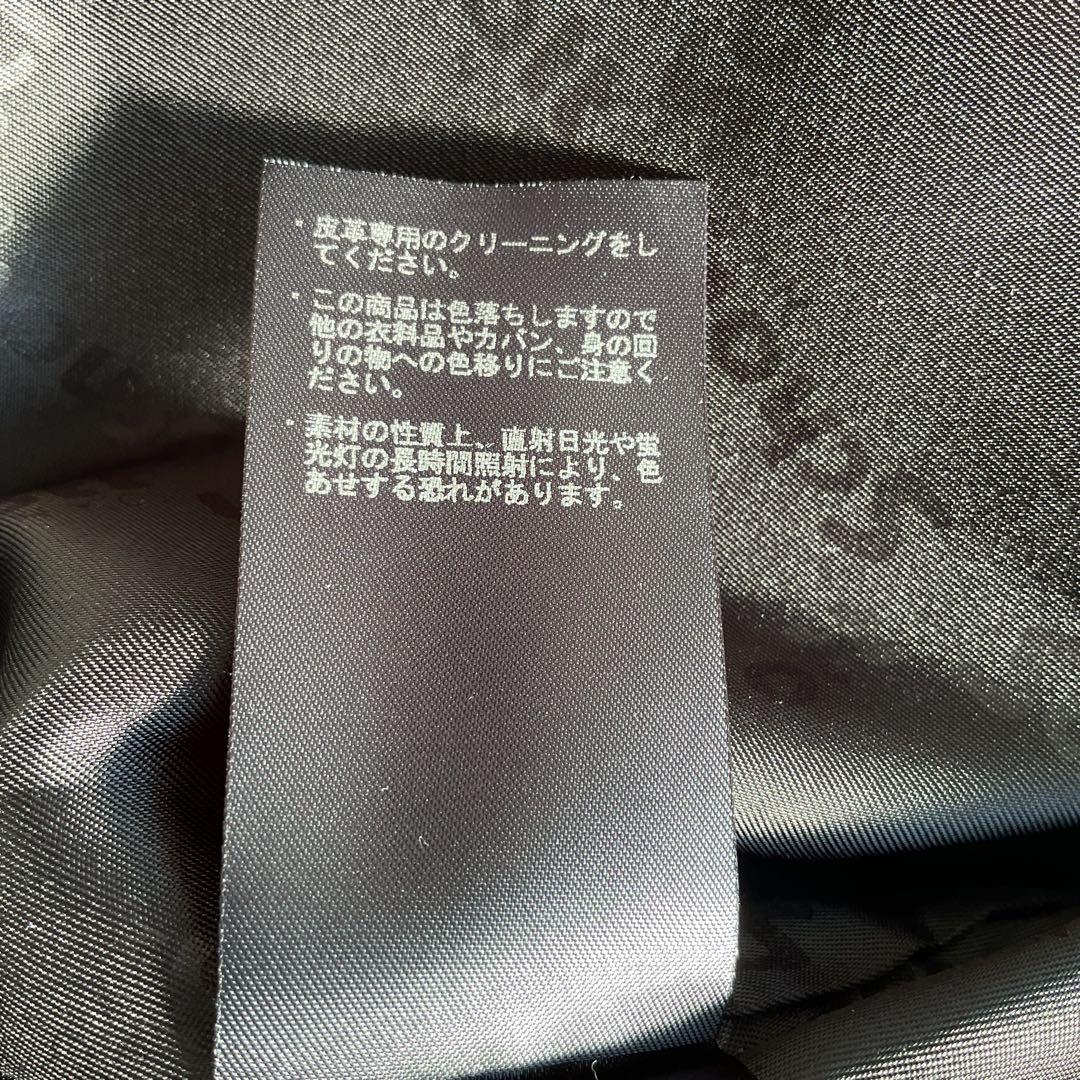 ・皮革専用のクリーニングをし
てください。
・この商品は色落ちしますので
他の衣料品やカバン、身の回
りの物への色移りにご注意く
ださい。
・素材の性質上、直射日光や蛍
光灯の長時間照射により、色
あせする恐れがあります。